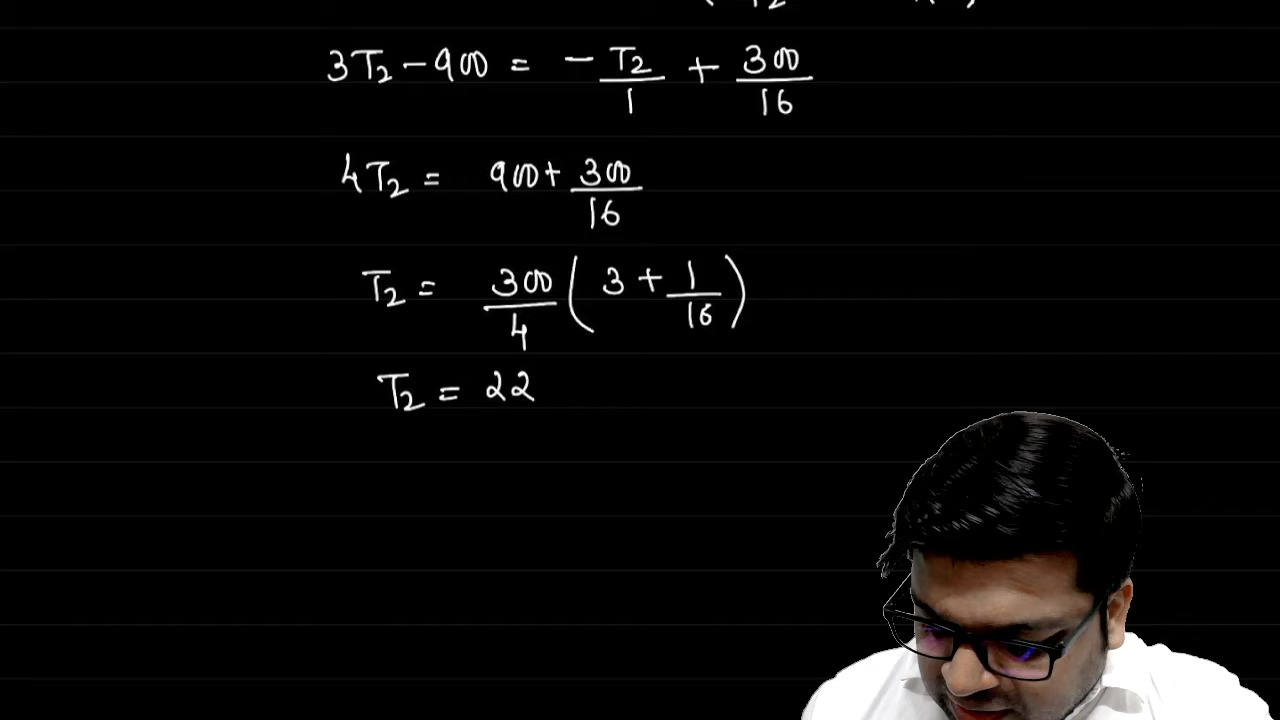 3T₂ - 900 = - T₂/1 + 300/16
4T₂ = 900 + 300/16
T₂ = 300/4 ( 3 + 1/16 )
T₂ = 22